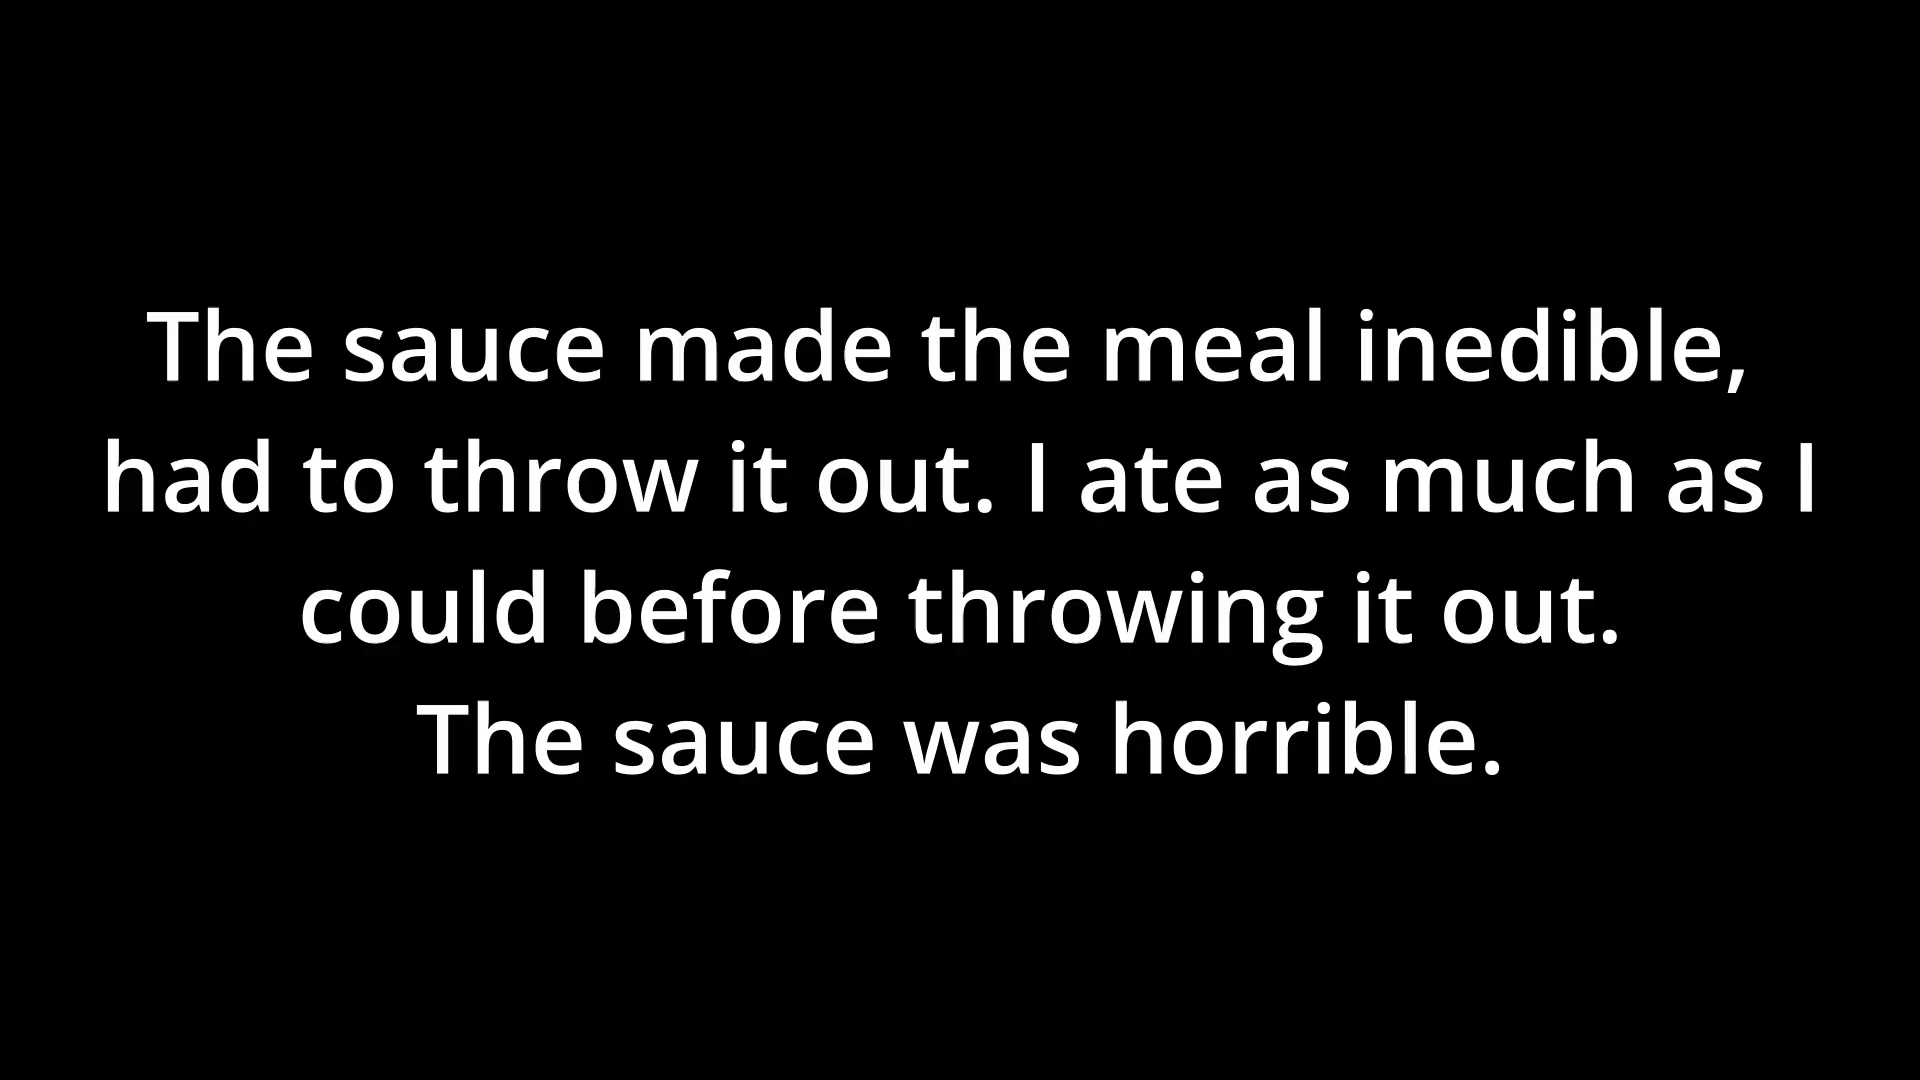 The sauce made the meal inedible,
had to throw it out. I ate as much as I
could before throwing it out.
The sauce was horrible.